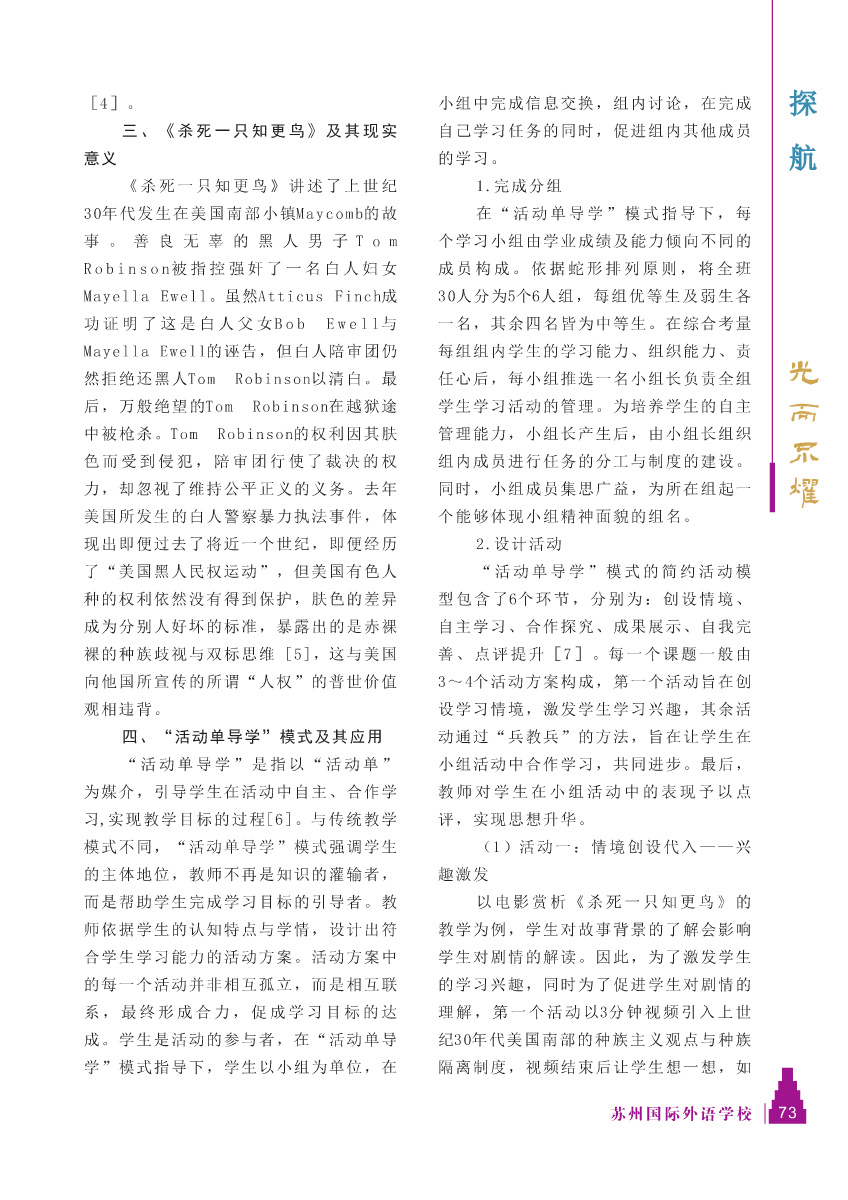 ［4］。
三、《杀死一只知更鸟》及其现实
意义
《杀死一只知更鸟》讲述了上世纪
30年代发生在美国南部小镇Maycomb的故
事。善良无辜的黑人男子Tom
Robinson被指控强奸了一名白人妇女
Mayella Ewell。虽然Atticus Finch成
功证明了这是白人父女Bob Ewell与
Mayella Ewell的诬告，但白人陪审团仍
然拒绝还黑人Tom Robinson以清白。最
后，万般绝望的Tom Robinson在越狱途
中被枪杀。Tom Robinson的权利因其肤
色而受到侵犯，陪审团行使了裁决的权
力，却忽视了维持公平正义的义务。去年
美国所发生的白人警察暴力执法事件，体
现出即便过去了将近一个世纪，即便经历
了“美国黑人民权运动”，但美国有色人
种的权利依然没有得到保护，肤色的差异
成为分别人好坏的标准，暴露出的是赤裸
裸的种族歧视与双标思维 [5]，这与美国
向他国所宣传的所谓“人权”的普世价值
观相违背。
四、“活动单导学”模式及其应用
“活动单导学”是指以“活动单”
为媒介，引导学生在活动中自主、合作学
习,实现教学目标的过程[6]。与传统教学
模式不同，“活动单导学”模式强调学生
的主体地位，教师不再是知识的灌输者，
而是帮助学生完成学习目标的引导者。教
师依据学生的认知特点与学情，设计出符
合学生学习能力的活动方案。活动方案中
的每一个活动并非相互孤立，而是相互联
系，最终形成合力，促成学习目标的达
成。学生是活动的参与者，在“活动单导
学”模式指导下，学生以小组为单位，在
小组中完成信息交换，组内讨论，在完成
自己学习任务的同时，促进组内其他成员
的学习。
1.完成分组
在“活动单导学”模式指导下，每
个学习小组由学业成绩及能力倾向不同的
成员构成。依据蛇形排列原则，将全班
30人分为5个6人组，每组优等生及弱生各
一名，其余四名皆为中等生。在综合考量
每组组内学生的学习能力、组织能力、责
任心后，每小组推选一名小组长负责全组
学生学习活动的管理。为培养学生的自主
管理能力，小组长产生后，由小组长组织
组内成员进行任务的分工与制度的建设。
同时，小组成员集思广益，为所在组起一
个能够体现小组精神面貌的组名。
2.设计活动
“活动单导学”模式的简约活动模
型包含了6个环节，分别为：创设情境、
自主学习、合作探究、成果展示、自我完
善、点评提升［7］。每一个课题一般由
3～4个活动方案构成，第一个活动旨在创
设学习情境，激发学生学习兴趣，其余活
动通过“兵教兵”的方法，旨在让学生在
小组活动中合作学习，共同进步。最后，
教师对学生在小组活动中的表现予以点
评，实现思想升华。
（1）活动一：情境创设代入——兴
趣激发
以电影赏析《杀死一只知更鸟》的
教学为例，学生对故事背景的了解会影响
学生对剧情的解读。因此，为了激发学生
的学习兴趣，同时为了促进学生对剧情的
理解，第一个活动以3分钟视频引入上世
纪30年代美国南部的种族主义观点与种族
隔离制度，视频结束后让学生想一想，如
探航
光而不耀
苏州国际外语学校
73